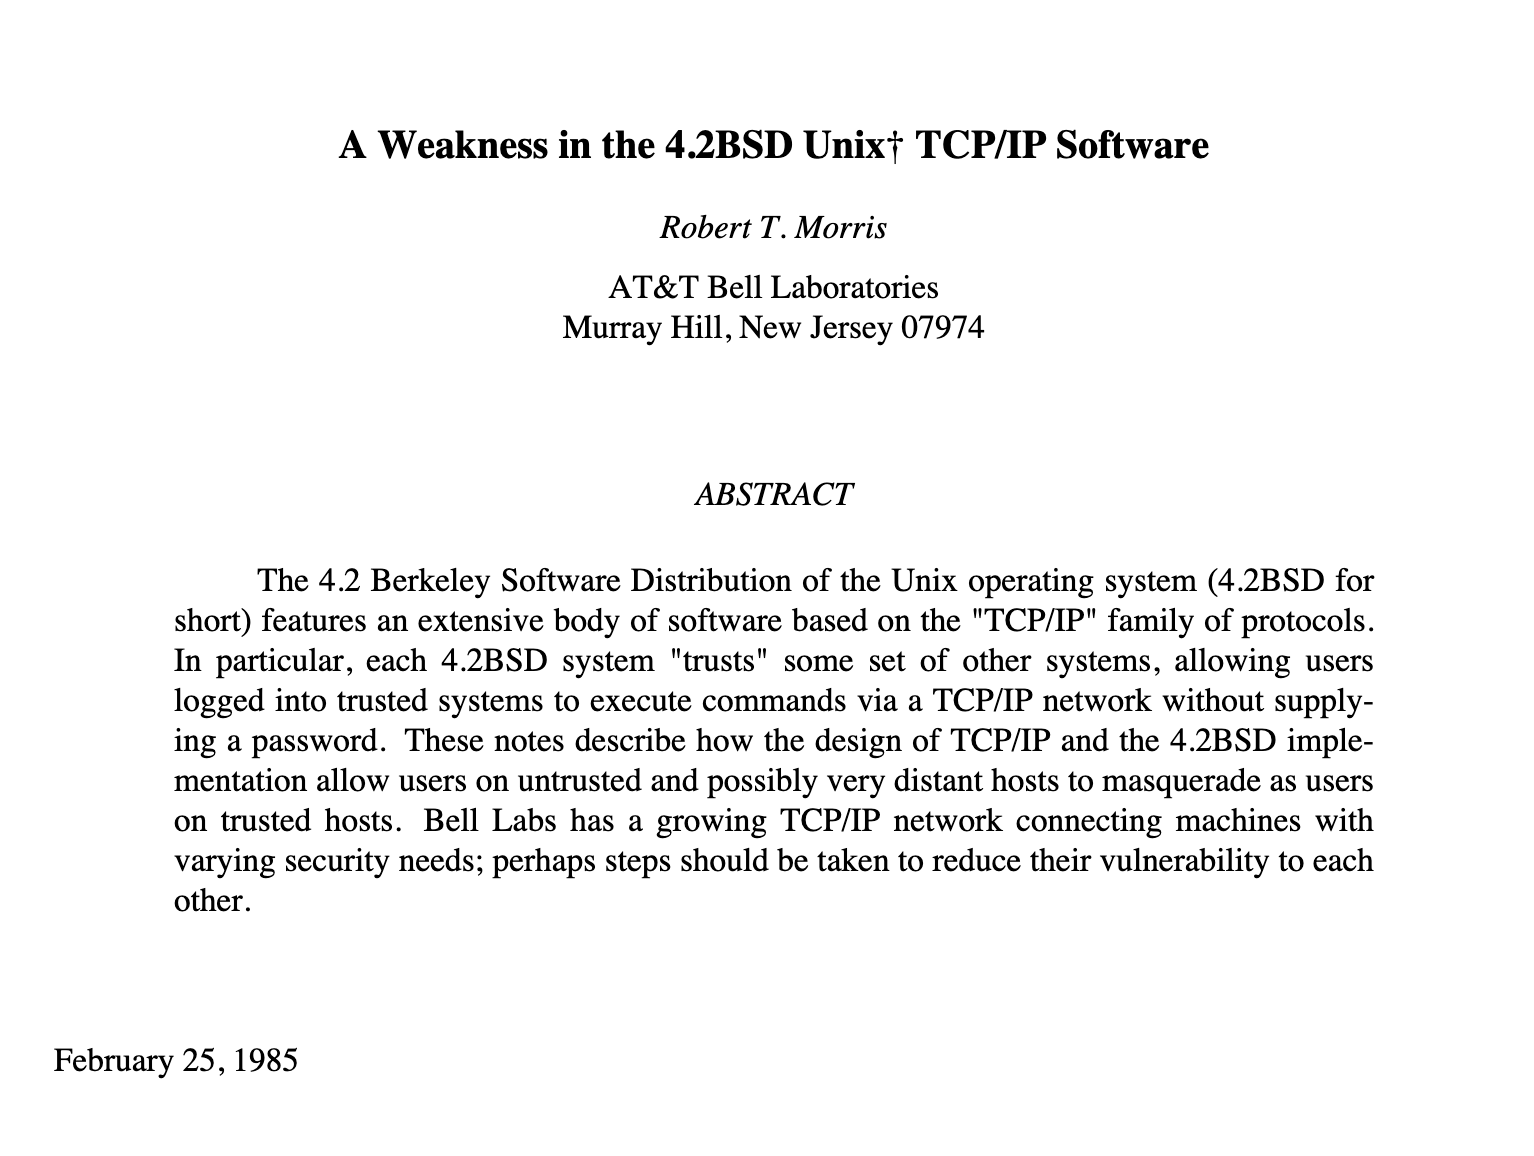 A Weakness in the 4.2BSD Unix† TCP/IP Software
Robert T. Morris
AT&T Bell Laboratories
Murray Hill, New Jersey 07974
ABSTRACT
The 4.2 Berkeley Software Distribution of the Unix operating system (4.2BSD for
short) features an extensive body of software based on the "TCP/IP" family of protocols.
In particular, each 4.2BSD system "trusts" some set of other systems, allowing users
logged into trusted systems to execute commands via a TCP/IP network without supply-
ing a password. These notes describe how the design of TCP/IP and the 4.2BSD imple-
mentation allow users on untrusted and possibly very distant hosts to masquerade as users
on trusted hosts. Bell Labs has a growing TCP/IP network connecting machines with
varying security needs; perhaps steps should be taken to reduce their vulnerability to each
other.
February 25, 1985